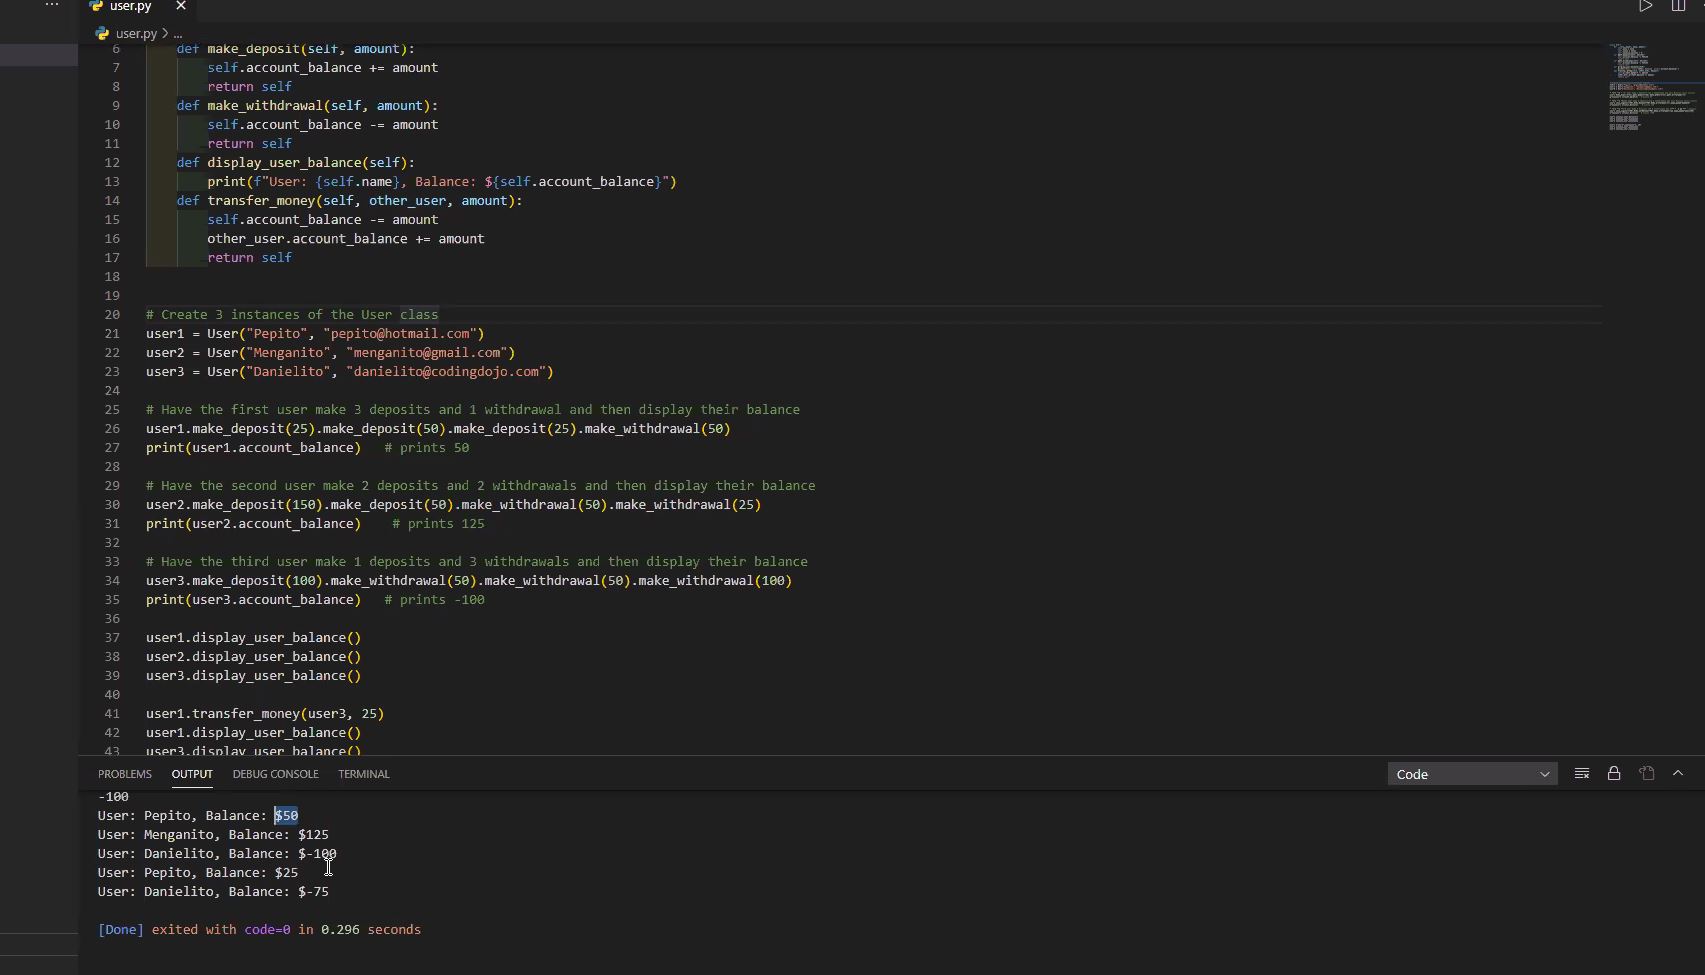 ...
user.py ×
user.py > ...
6 def make_deposit(self, amount):
7 self.account_balance += amount
8 return self
9 def make_withdrawal(self, amount):
10 self.account_balance -= amount
11 return self
12 def display_user_balance(self):
13 print(f"User: {self.name}, Balance: ${self.account_balance}")
14 def transfer_money(self, other_user, amount):
15 self.account_balance -= amount
16 other_user.account_balance += amount
17 return self
18
19
20 # Create 3 instances of the User class
21 user1 = User("Pepito", "pepito@hotmail.com")
22 user2 = User("Menganito", "menganito@gmail.com")
23 user3 = User("Danielito", "danielito@codingdojo.com")
24
25 # Have the first user make 3 deposits and 1 withdrawal and then display their balance
26 user1.make_deposit(25).make_deposit(50).make_deposit(25).make_withdrawal(50)
27 print(user1.account_balance) # prints 50
28
29 # Have the second user make 2 deposits and 2 withdrawals and then display their balance
30 user2.make_deposit(150).make_deposit(50).make_withdrawal(50).make_withdrawal(25)
31 print(user2.account_balance) # prints 125
32
33 # Have the third user make 1 deposits and 3 withdrawals and then display their balance
34 user3.make_deposit(100).make_withdrawal(50).make_withdrawal(50).make_withdrawal(100)
35 print(user3.account_balance) # prints -100
36
37 user1.display_user_balance()
38 user2.display_user_balance()
39 user3.display_user_balance()
40
41 user1.transfer_money(user3, 25)
42 user1.display_user_balance()
43 user3.display_user_balance()
PROBLEMS OUTPUT DEBUG CONSOLE TERMINAL Code
-100
User: Pepito, Balance: $50
User: Menganito, Balance: $125
User: Danielito, Balance: $-100
User: Pepito, Balance: $25
User: Danielito, Balance: $-75
[Done] exited with code=0 in 0.296 seconds